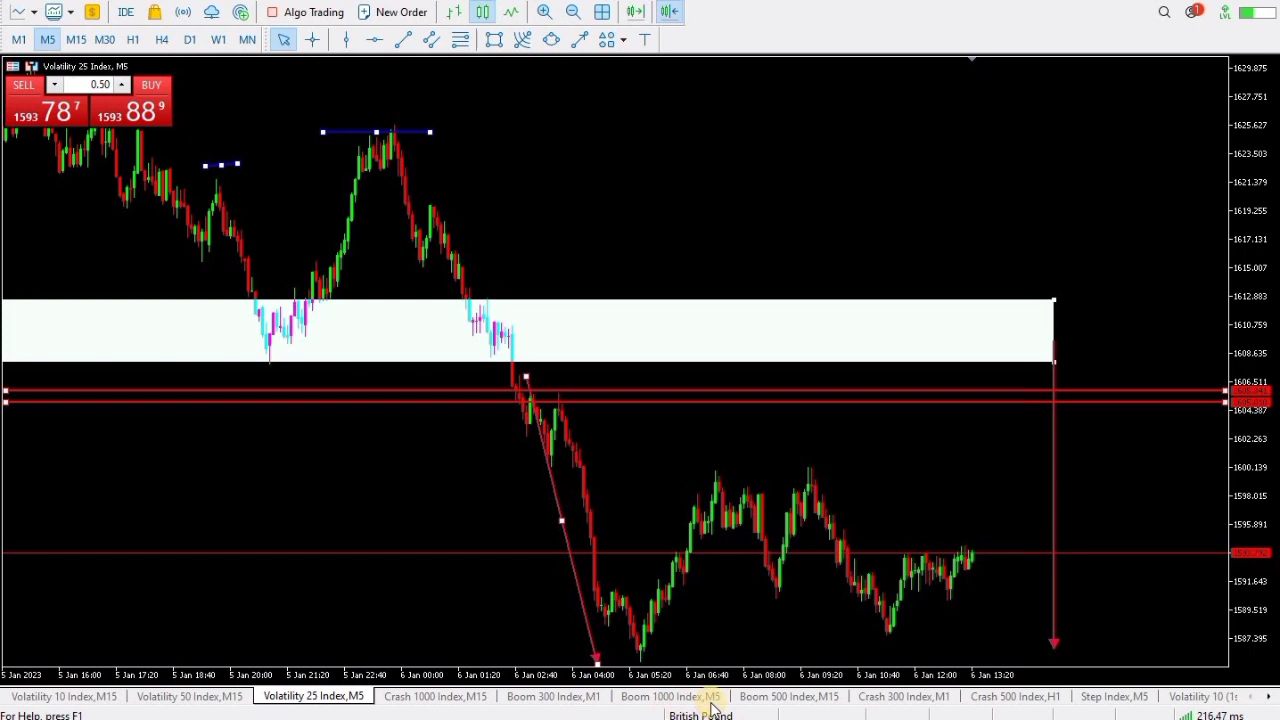 IDE Algo Trading New Order 1 LVL
M1 M5 M15 M30 H1 H4 D1 W1 MN T
Volatility 25 Index, M5
SELL 0.50 BUY
1593 78 7 1593 88 9
1629.875
1627.751
1625.627
1623.503
1621.379
1619.255
1617.131
1615.007
1612.883
1610.759
1608.635
1606.511
1604.387
1602.263
1600.139
1598.015
1595.891
1591.643
1589.519
1587.395
5 Jan 2023 5 Jan 16:00 5 Jan 17:20 5 Jan 18:40 5 Jan 20:00 5 Jan 21:20 5 Jan 22:40 6 Jan 00:00 6 Jan 01:20 6 Jan 02:40 6 Jan 04:00 6 Jan 05:20 6 Jan 06:40 6 Jan 08:00 6 Jan 09:20 6 Jan 10:40 6 Jan 12:00 6 Jan 13:20
Volatility 10 Index,M15 Volatility 50 Index,M15 Volatility 25 Index,M5 Crash 1000 Index,M15 Boom 300 Index,M1 Boom 1000 Index,M5 Boom 500 Index,M15 Crash 300 Index,M1 Crash 500 Index,H1 Step Index,M5 Volatility 10 (1s
For Help, press F1 British Pound 216.47 ms